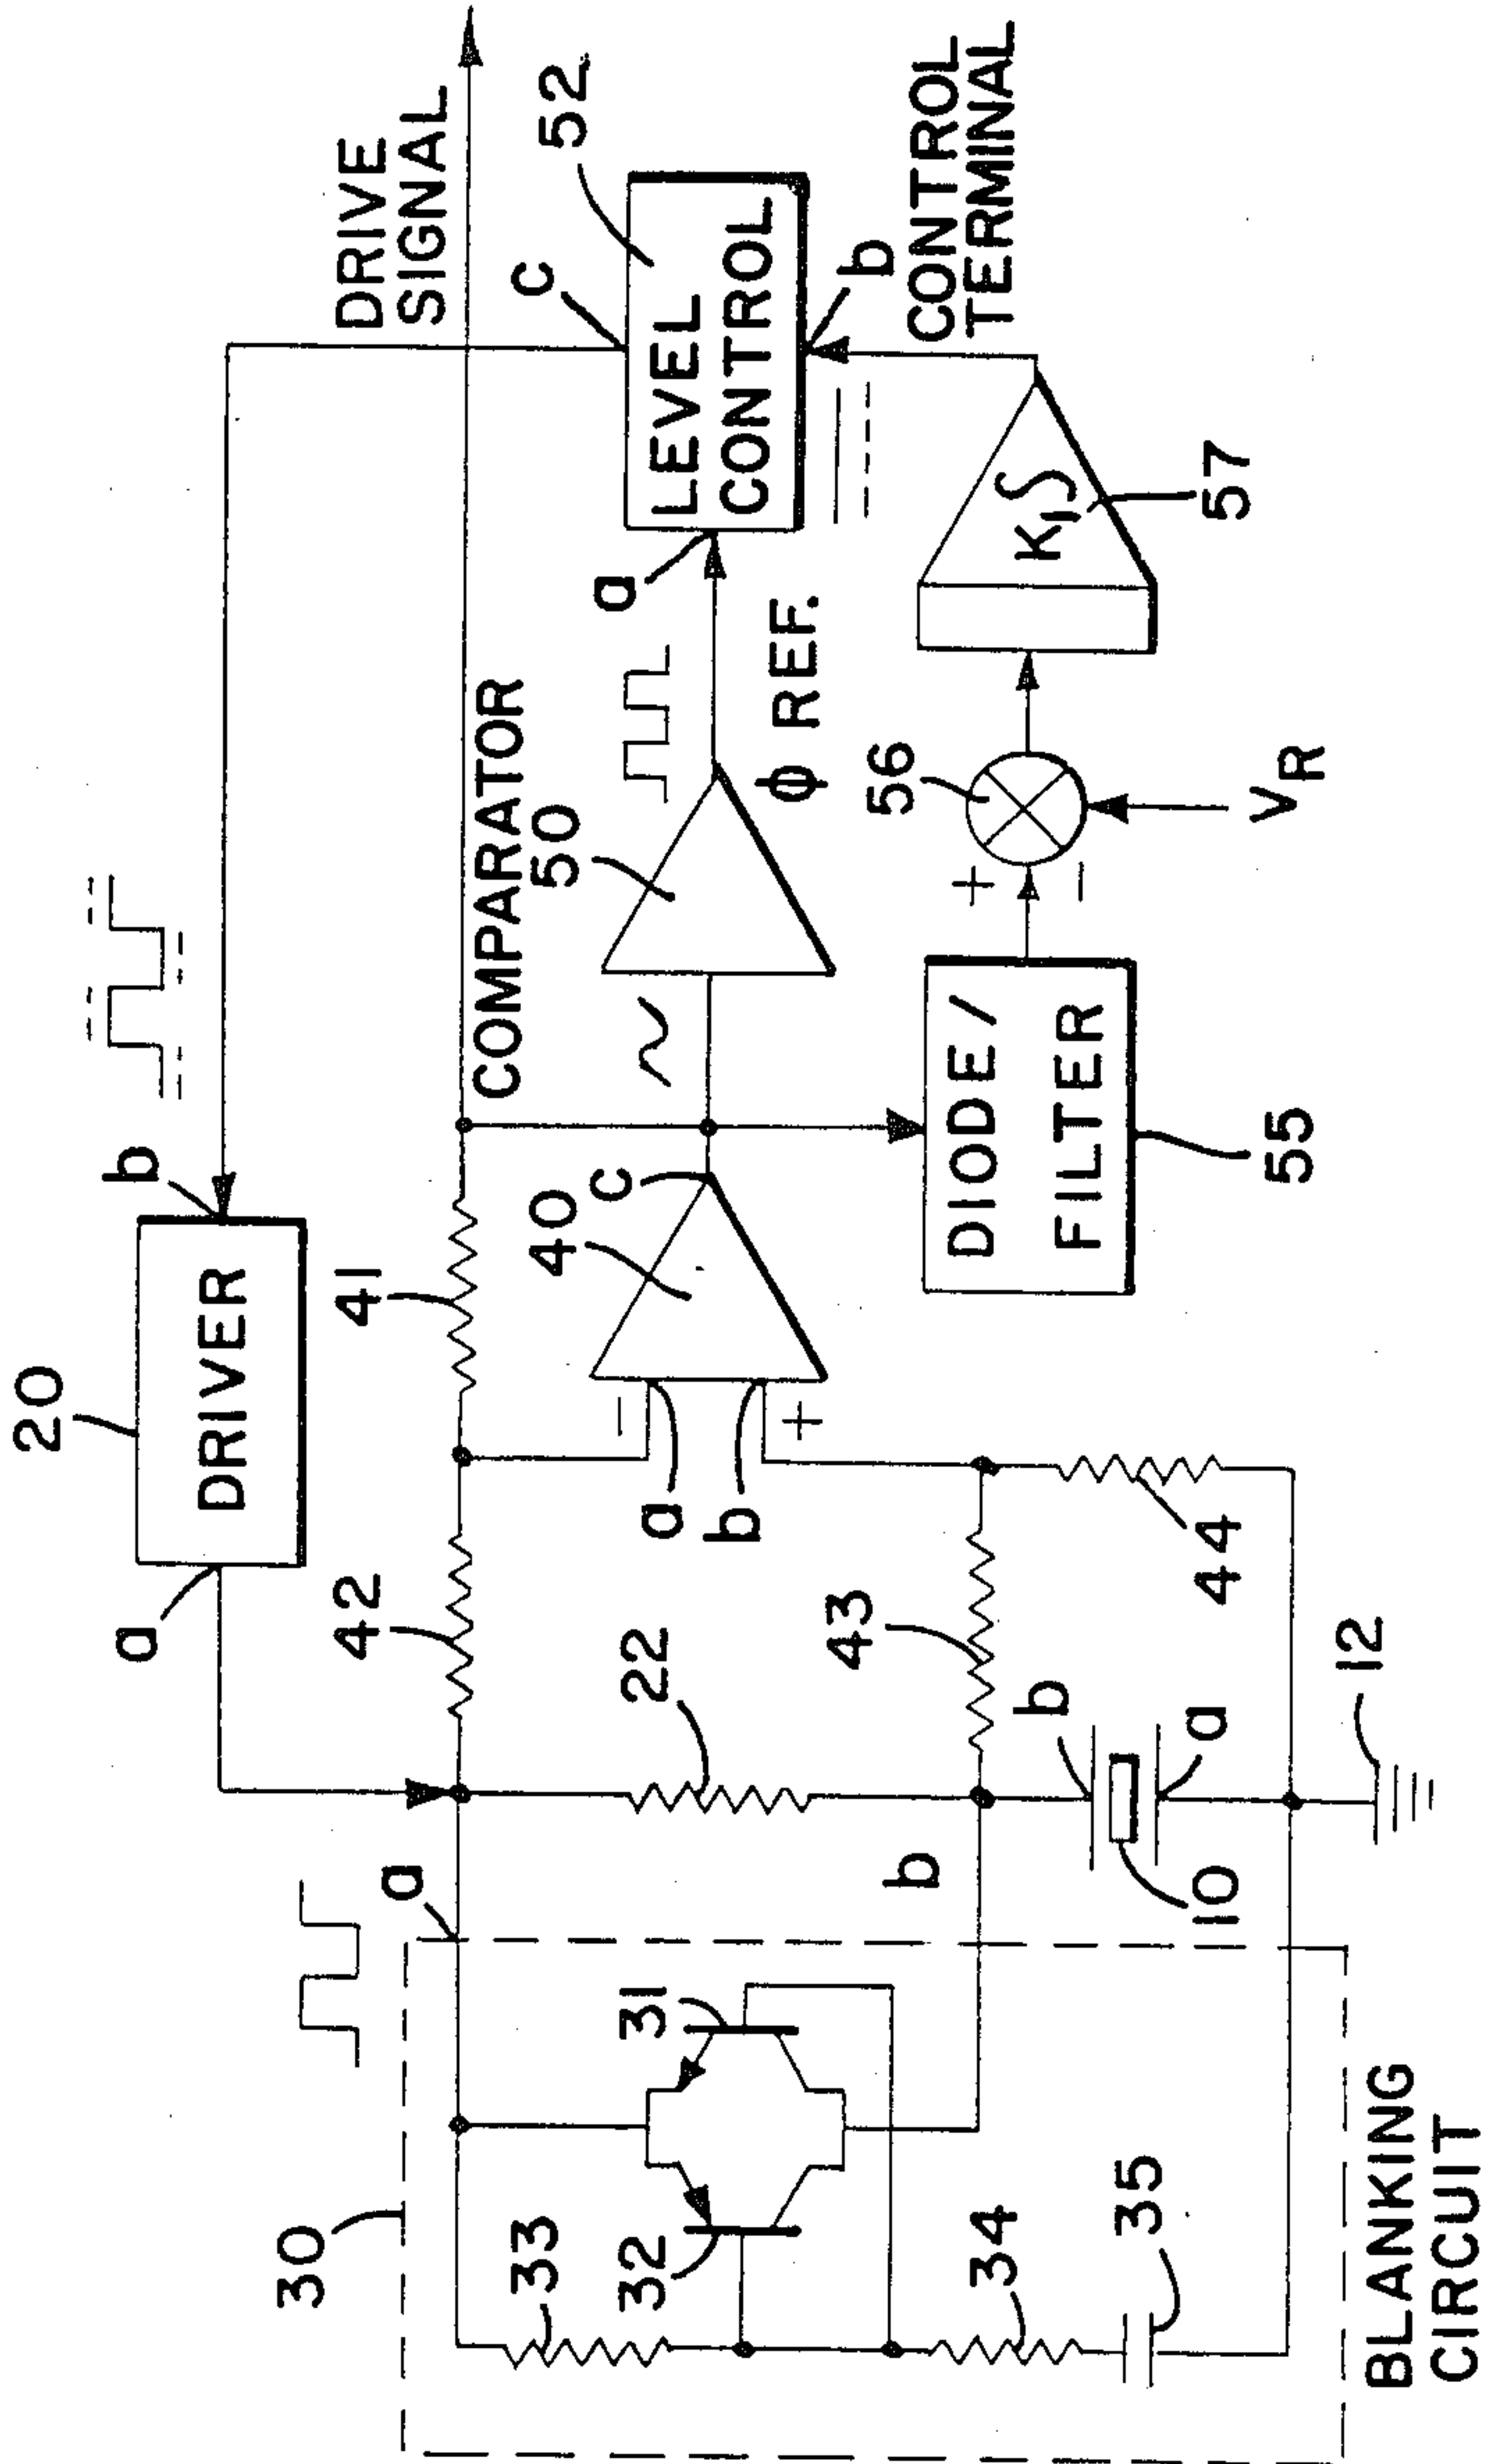 30
33
32
34
35
31
BLANKING
CIRCUIT
a
b
10
b
a
12
22
43
44
42
a
20
DRIVER
b
41
−
+
a
b
40
c
COMPARATOR
50
DIODE/
FILTER
55
+
−
56
VR
Φ REF.
K1∫
57
a
LEVEL
CONTROL
52
c
b
CONTROL
TERMINAL
DRIVE
SIGNAL